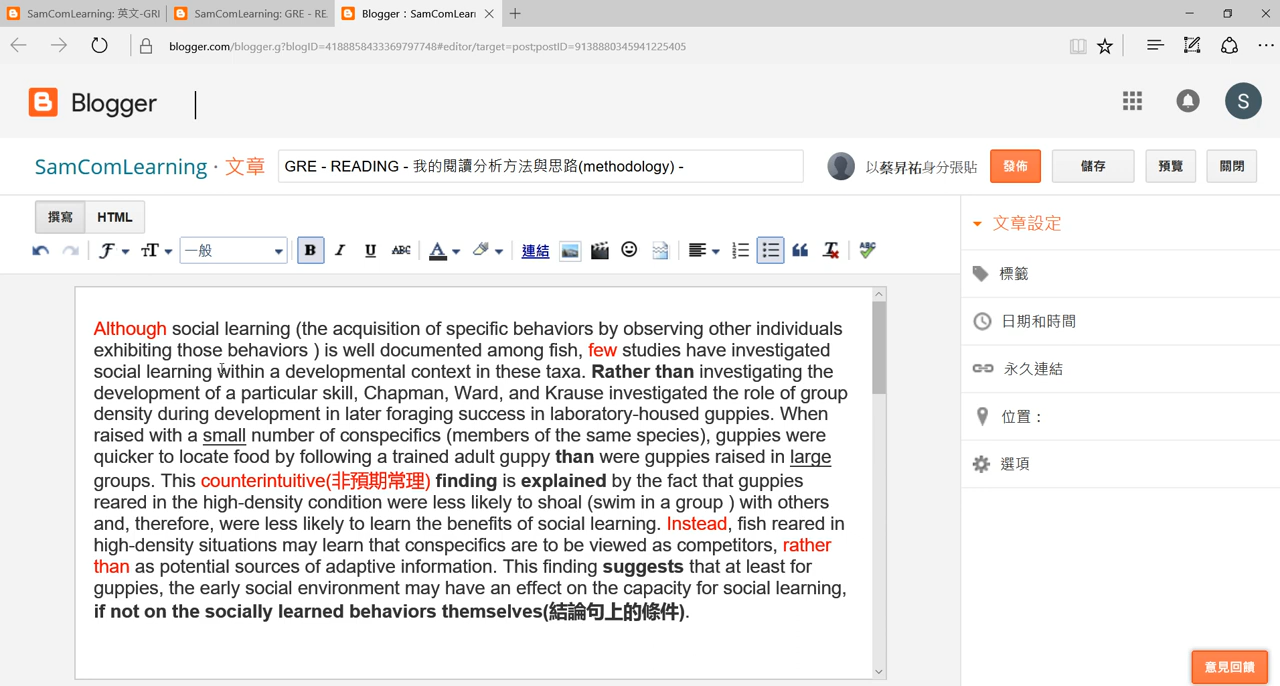 SamComLearning: 英文-GRI
SamComLearning: GRE - RE
Blogger：SamComLearn
blogger.com/blogger.g?blogID=4188858433369797748#editor/target=post;postID=9138880345941225405
S
Blogger
SamComLearning · 文章
GRE - READING - 我的閱讀分析方法與思路(methodology) -
以蔡昇祐身分張貼
發佈
儲存
預覽
關閉
撰寫
HTML
一般
B
I
U
ABC
A
連結
ABC
文章設定
標籤
日期和時間
永久連結
位置：
選項
Although social learning (the acquisition of specific behaviors by observing other individuals
exhibiting those behaviors ) is well documented among fish, few studies have investigated
social learning within a developmental context in these taxa. Rather than investigating the
development of a particular skill, Chapman, Ward, and Krause investigated the role of group
density during development in later foraging success in laboratory-housed guppies. When
raised with a small number of conspecifics (members of the same species), guppies were
quicker to locate food by following a trained adult guppy than were guppies raised in large
groups. This counterintuitive(非預期常理) finding is explained by the fact that guppies
reared in the high-density condition were less likely to shoal (swim in a group ) with others
and, therefore, were less likely to learn the benefits of social learning. Instead, fish reared in
high-density situations may learn that conspecifics are to be viewed as competitors, rather
than as potential sources of adaptive information. This finding suggests that at least for
guppies, the early social environment may have an effect on the capacity for social learning,
if not on the socially learned behaviors themselves(結論句上的條件).
意見回饋